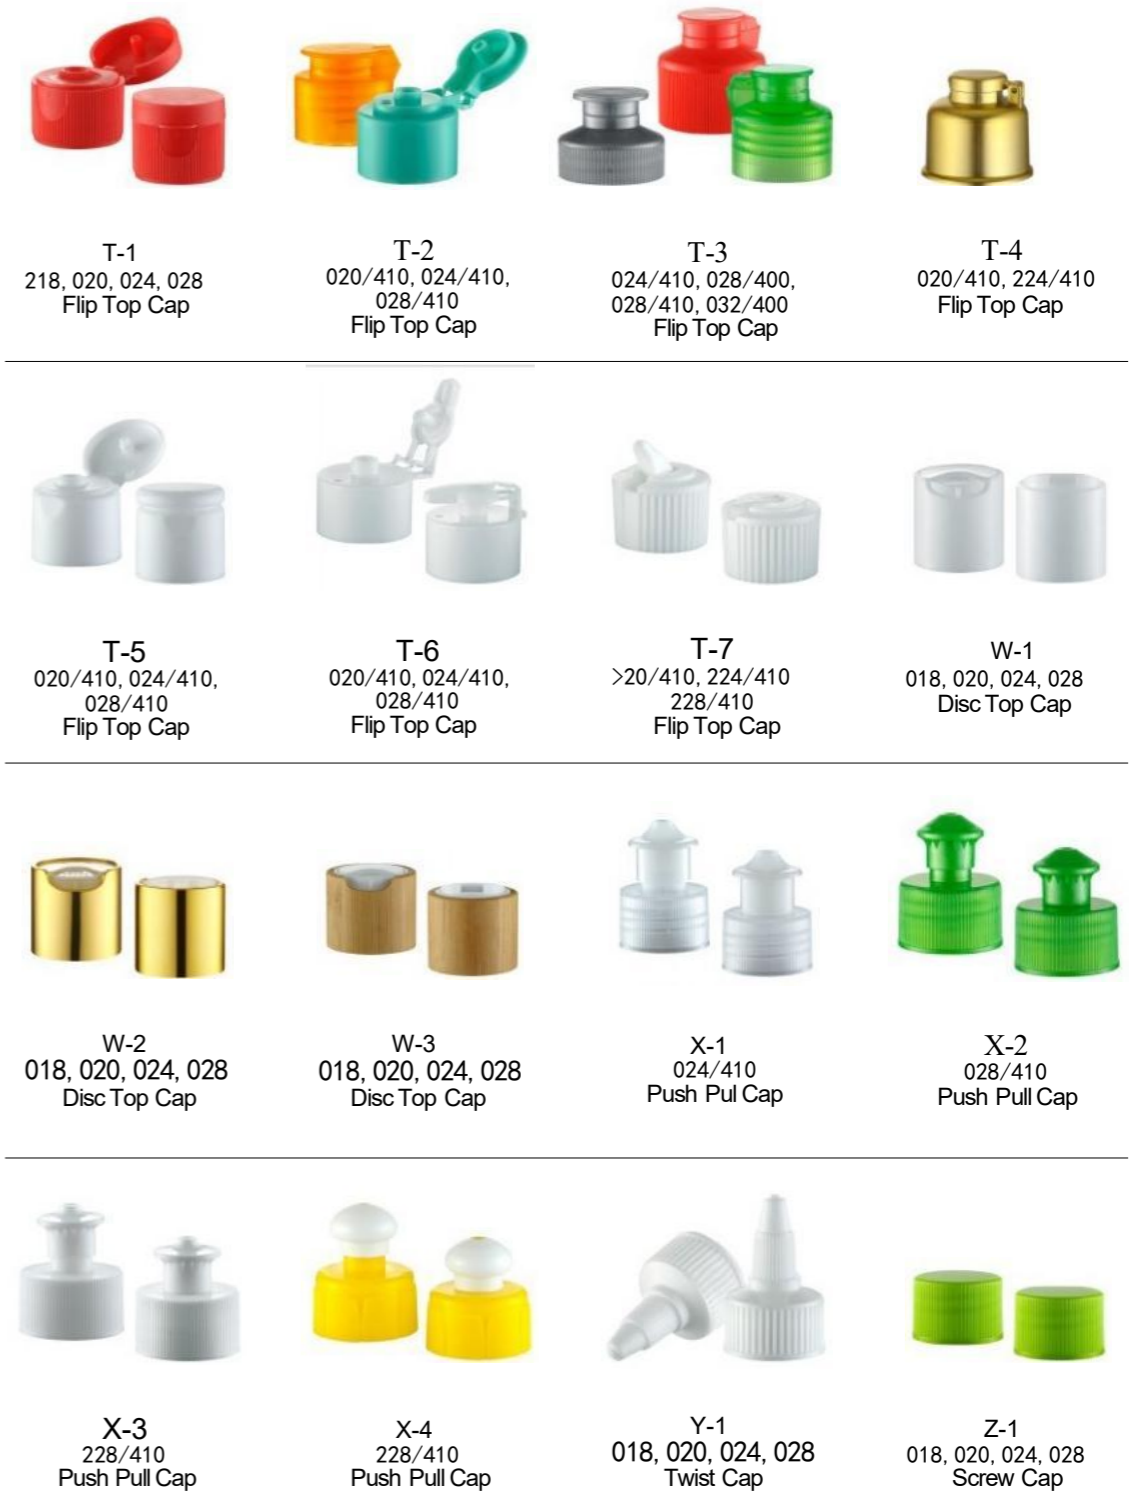 T-1
218, 020, 024, 028
Flip Top Cap
T-2
020/410, 024/410,
028/410
Flip Top Cap
T-3
024/410, 028/400,
028/410, 032/400
Flip Top Cap
T-4
020/410, 224/410
Flip Top Cap
T-5
020/410, 024/410,
028/410
Flip Top Cap
T-6
020/410, 024/410,
028/410
Flip Top Cap
T-7
>20/410, 224/410
228/410
Flip Top Cap
W-1
018, 020, 024, 028
Disc Top Cap
W-2
018, 020, 024, 028
Disc Top Cap
W-3
018, 020, 024, 028
Disc Top Cap
X-1
024/410
Push Pul Cap
X-2
028/410
Push Pull Cap
X-3
228/410
Push Pull Cap
X-4
228/410
Push Pull Cap
Y-1
018, 020, 024, 028
Twist Cap
Z-1
018, 020, 024, 028
Screw Cap